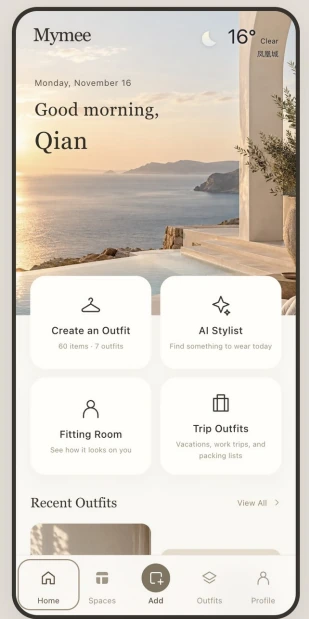 Mymee
16° Clear
凤凰城
Monday, November 16
Good morning,
Qian
Create an Outfit
60 items · 7 outfits
AI Stylist
Find something to wear today
Fitting Room
See how it looks on you
Trip Outfits
Vacations, work trips, and
packing lists
Recent Outfits
View All
Home
Spaces
Add
Outfits
Profile